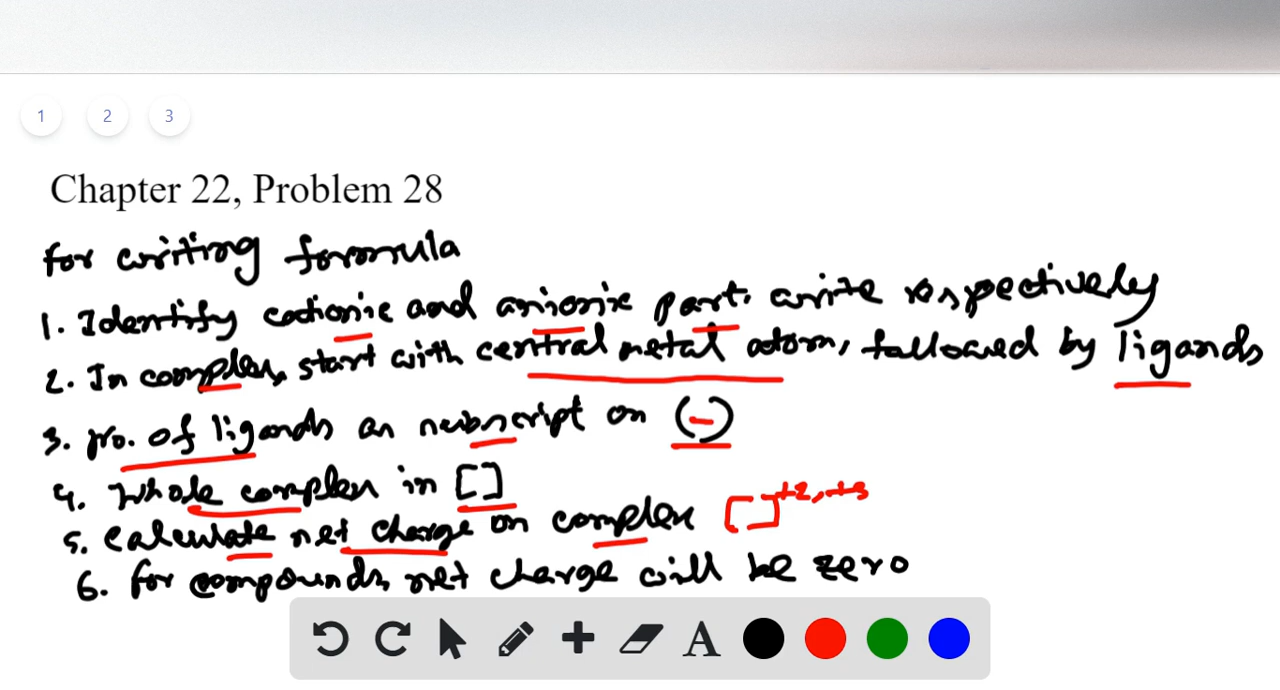 1 2 3
Chapter 22, Problem 28
for writing formula
1. Identify cationic and anionic part. write respectively
2. In complex, start with central metal atom, followed by ligands
3. No. of ligands as subscript on (-)
4. Whole complex in []
5. Calculate net charge on complex []+2,+3
6. for compounds, net charge will be zero
A